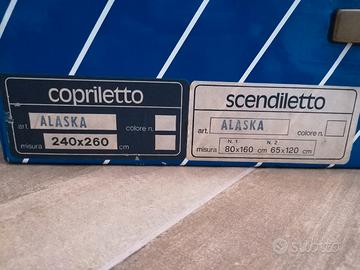 copriletto
art. ALASKA colore n.
misura 240x260 cm
scendiletto
art. ALASKA colore n.
N. 1 N. 2
misura 80x160 cm 65x120 cm
subito